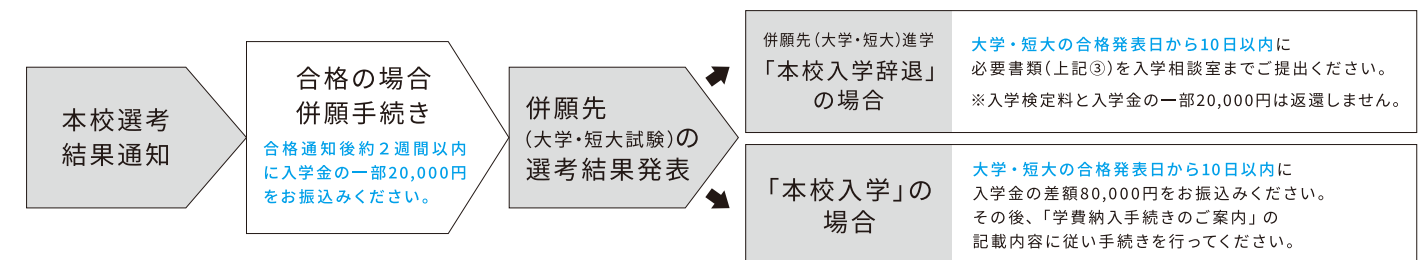 本校選考
結果通知
合格の場合
併願手続き
合格通知後約2週間以内
に入学金の一部20,000円
をお振込みください。
併願先
(大学・短大試験)の
選考結果発表
併願先(大学・短大)進学
「本校入学辞退」
の場合
大学・短大の合格発表日から10日以内に
必要書類(上記③)を入学相談室までご提出ください。
※入学検定料と入学金の一部20,000円は返還しません。
「本校入学」の
場合
大学・短大の合格発表日から10日以内に
入学金の差額80,000円をお振込みください。
その後、「学費納入手続きのご案内」の
記載内容に従い手続きを行ってください。